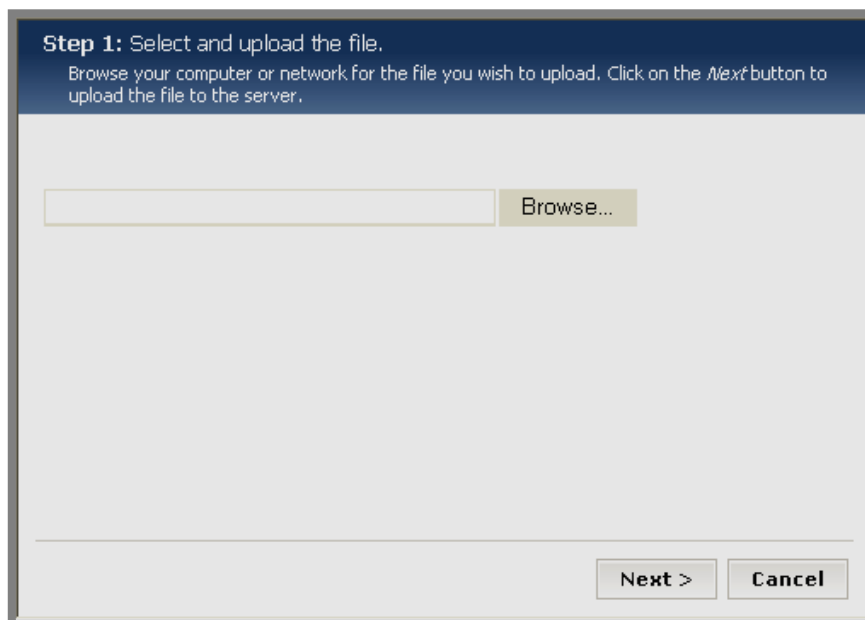 Step 1: Select and upload the file.
Browse your computer or network for the file you wish to upload. Click on the Next button to
upload the file to the server.
Browse...
Next >
Cancel